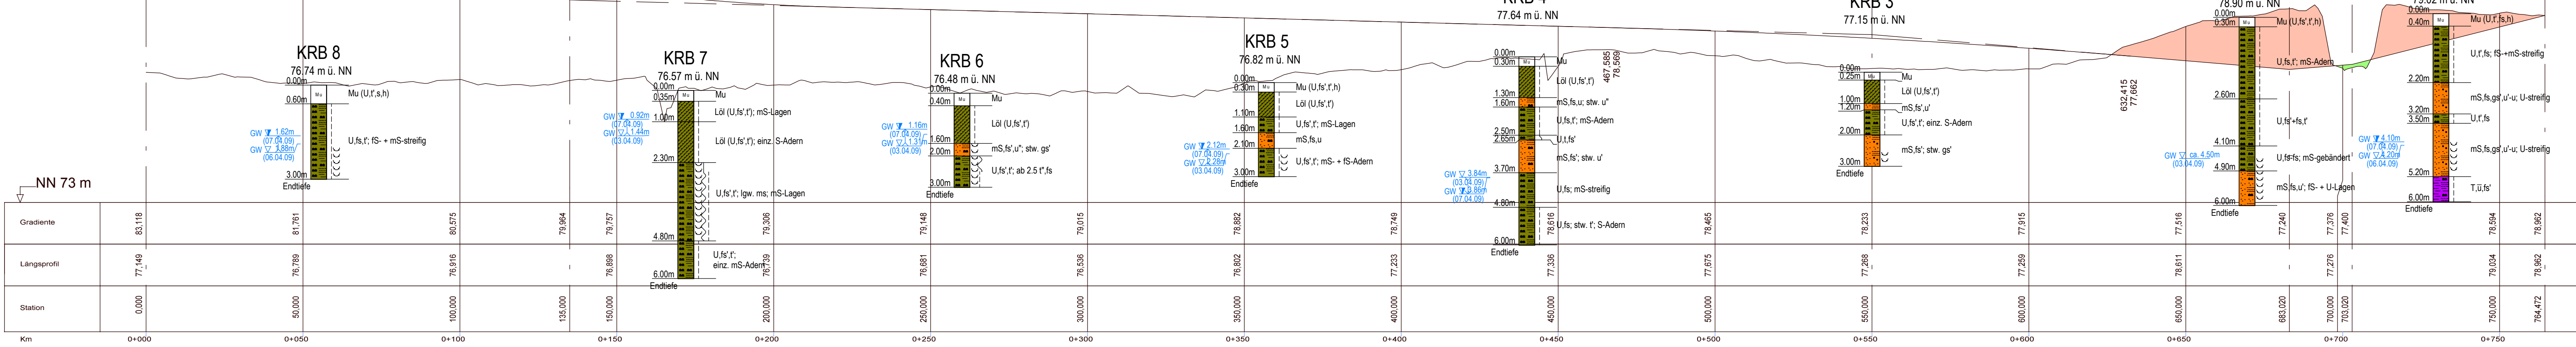 KRB 8
76.74 m ü. NN
0.00m
Mu
Mu (U,t',s,h)
0.60m
GW 1.62m
(07.04.09)
U,fs,t'; fS- + mS-streifig
GW 3.88m
(06.04.09)
3.00m
Endtiefe
KRB 7
76.57 m ü. NN
0.00m
Mu
Mu
0.35m
Löl (U,fs',t'); mS-Lagen
GW 0.92m
(07.04.09)
1.00m
GW 1.44m
(03.04.09)
Löl (U,fs',t'); einz. S-Adern
2.30m
U,fs',t'; lgw. ms; mS-Lagen
4.80m
U,fs',t';
einz. mS-Adern
6.00m
Endtiefe
KRB 6
76.48 m ü. NN
0.00m
Mu
Mu
0.40m
Löl (U,fs',t')
GW 1.16m
(07.04.09)
GW 1.31m
(03.04.09)
1.60m
mS,fs',u"; stw. gs'
2.00m
U,fs',t'; ab 2.5 t",fs
3.00m
Endtiefe
KRB 5
76.82 m ü. NN
0.00m
Mu
Mu (U,fs',t',h)
0.30m
Löl (U,fs',t')
1.10m
U,fs',t'; mS-Lagen
1.60m
mS,fs,u
GW 2.12m
(07.04.09)
2.10m
GW 2.28m
(03.04.09)
U,fs',t'; mS- + fS-Adern
3.00m
Endtiefe
KRB 4
77.64 m ü. NN
0.00m
Mu
Mu
0.30m
Löl (U,fs',t')
1.30m
mS,fs,u; stw. u"
1.60m
U,fs',t'; mS-Adern
2.50m
U,t,fs'
2.65m
mS,fs'; stw. u'
3.70m
GW 3.84m
(03.04.09)
GW 3.86m
(07.04.09)
U,fs; mS-streifig
4.80m
U,fs; stw. t'; S-Adern
6.00m
Endtiefe
467,585
78,569
KRB 3
77.15 m ü. NN
0.00m
Mu
Mu
0.25m
Löl (U,fs',t')
1.00m
mS,fs',u'
1.20m
U,fs',t'; einz. S-Adern
2.00m
mS,fs'; stw. gs'
3.00m
Endtiefe
632,415
77,662
78.90 m ü. NN
0.00m
Mu
Mu (U,fs',t',h)
0.30m
U,fs,t'; mS-Adern
2.60m
U,fs'+fs,t'
4.10m
U,fs-fs; mS-gebändert
GW ca. 4.50m
(03.04.09)
4.90m
mS,fs,u'; fS- + U-Lagen
6.00m
Endtiefe
79.02 m ü. NN
0.00m
Mu
Mu (U,t',fs,h)
0.40m
U,t',fs; fS-+mS-streifig
2.20m
mS,fs,gs',u'-u; U-streifig
3.20m
U,t',fs
3.50m
GW 4.10m
(07.04.09)
GW 4.20m
(06.04.09)
mS,fs,gs',u'-u; U-streifig
5.20m
T,ü,fs'
6.00m
Endtiefe
NN 73 m
Gradiente 83,118 81,761 80,575 79,964 79,757 79,306 79,148 79,015 78,882 78,749 78,616 78,465 78,233 77,915 77,516 77,240 77,376 77,400 78,594 78,962
Längsprofil 77,149 76,789 76,916 76,898 76,739 76,681 76,536 76,802 77,233 77,336 77,675 77,268 77,259 78,611 77,276 79,034 78,962
Station 0,000 50,000 100,000 135,000 150,000 200,000 250,000 300,000 350,000 400,000 450,000 500,000 550,000 600,000 650,000 683,020 700,000 703,020 750,000 764,472
Km 0+000 0+050 0+100 0+150 0+200 0+250 0+300 0+350 0+400 0+450 0+500 0+550 0+600 0+650 0+700 0+750